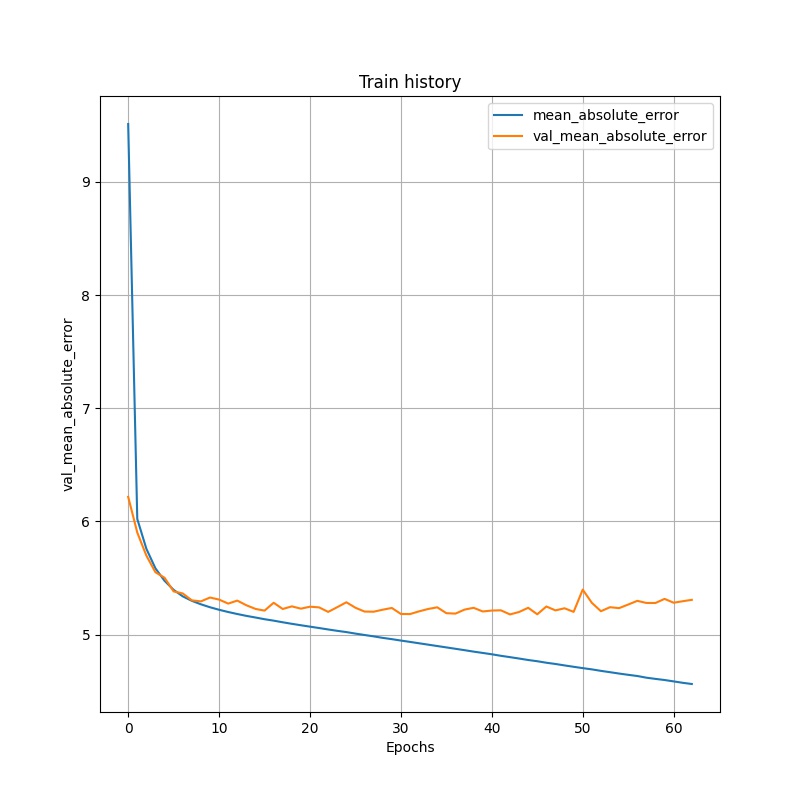 Train history
mean_absolute_error
val_mean_absolute_error
val_mean_absolute_error
9
8
7
6
5
0 10 20 30 40 50 60
Epochs